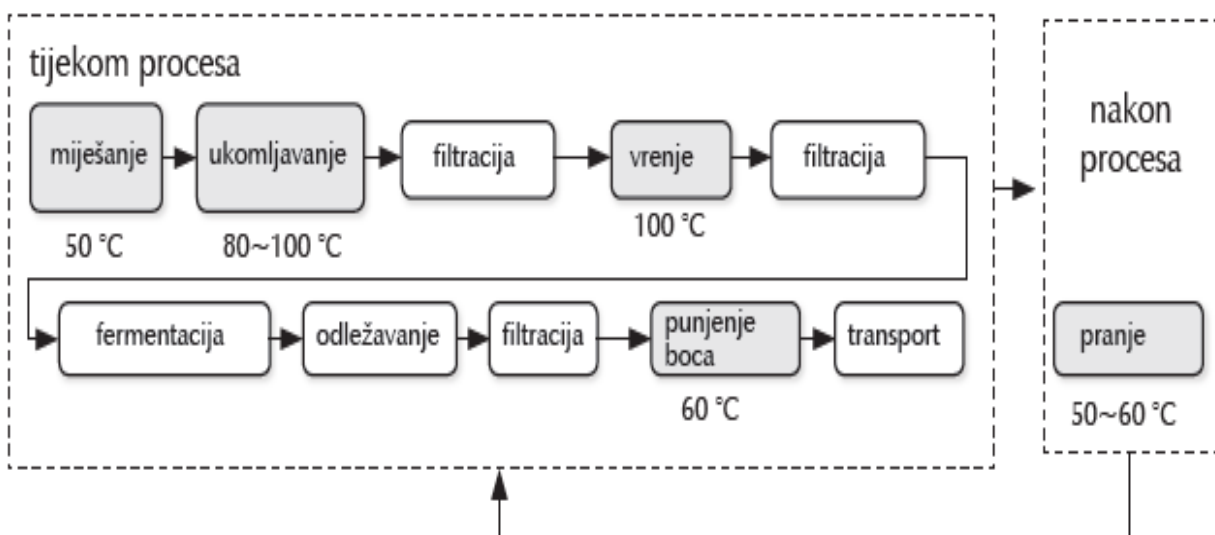 tijekom procesa
miješanje
ukomljavanje
filtracija
vrenje
filtracija
50 °C
80~100 °C
100 °C
fermentacija
odležavanje
filtracija
punjenje
boca
transport
60 °C
nakon
procesa
pranje
50~60 °C